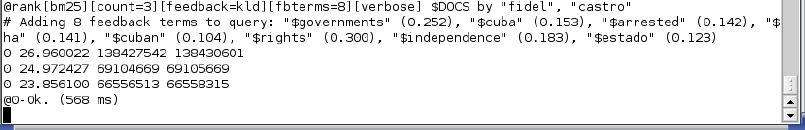 @rank[bm25][count=3][feedback=kld][fbterms=8][verbose] $DOCS by "fidel", "castro"
# Adding 8 feedback terms to query: "$governments" (0.252), "$cuba" (0.153), "$arrested" (0.142), "$
ha" (0.141), "$cuban" (0.104), "$rights" (0.300), "$independence" (0.183), "$estado" (0.123)
0 26.960022 138427542 138430601
0 24.972427 69104669 69105669
0 23.856100 66556513 66558315
@0-Ok. (568 ms)